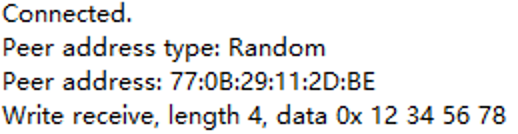 Connected.
Peer address type: Random
Peer address: 77:0B:29:11:2D:BE
Write receive, length 4, data 0x 12 34 56 78